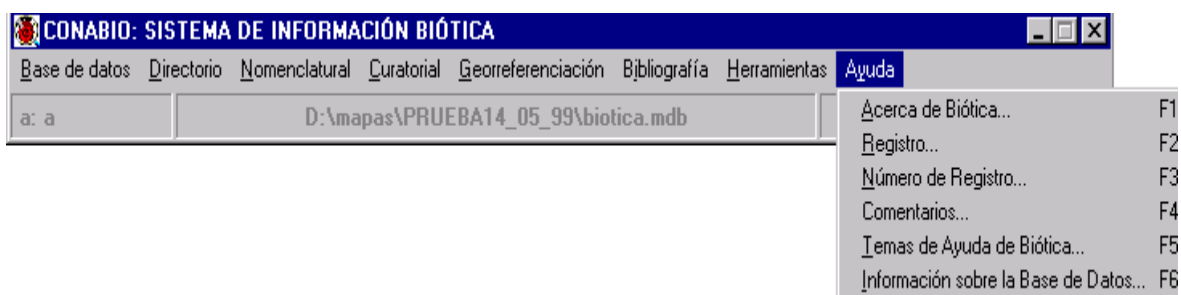 CONABIO: SISTEMA DE INFORMACIÓN BIÓTICA
Base de datos Directorio Nomenclatural Curatorial Georreferenciación Bibliografía Herramientas Ayuda
a: a D:\mapas\PRUEBA14_05_99\biotica.mdb
Acerca de Biótica... F1
Registro... F2
Número de Registro... F3
Comentarios... F4
Temas de Ayuda de Biótica... F5
Información sobre la Base de Datos... F6